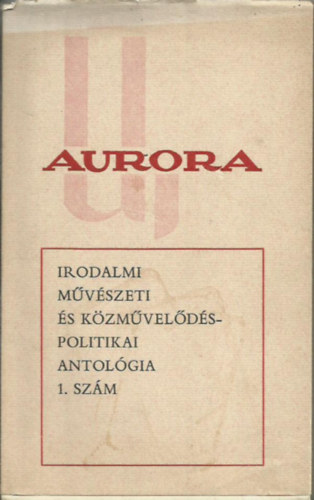 Új
AURORA
IRODALMI
MŰVÉSZETI
ÉS KÖZMŰVELŐDÉS-
POLITIKAI
ANTOLÓGIA
1. SZÁM